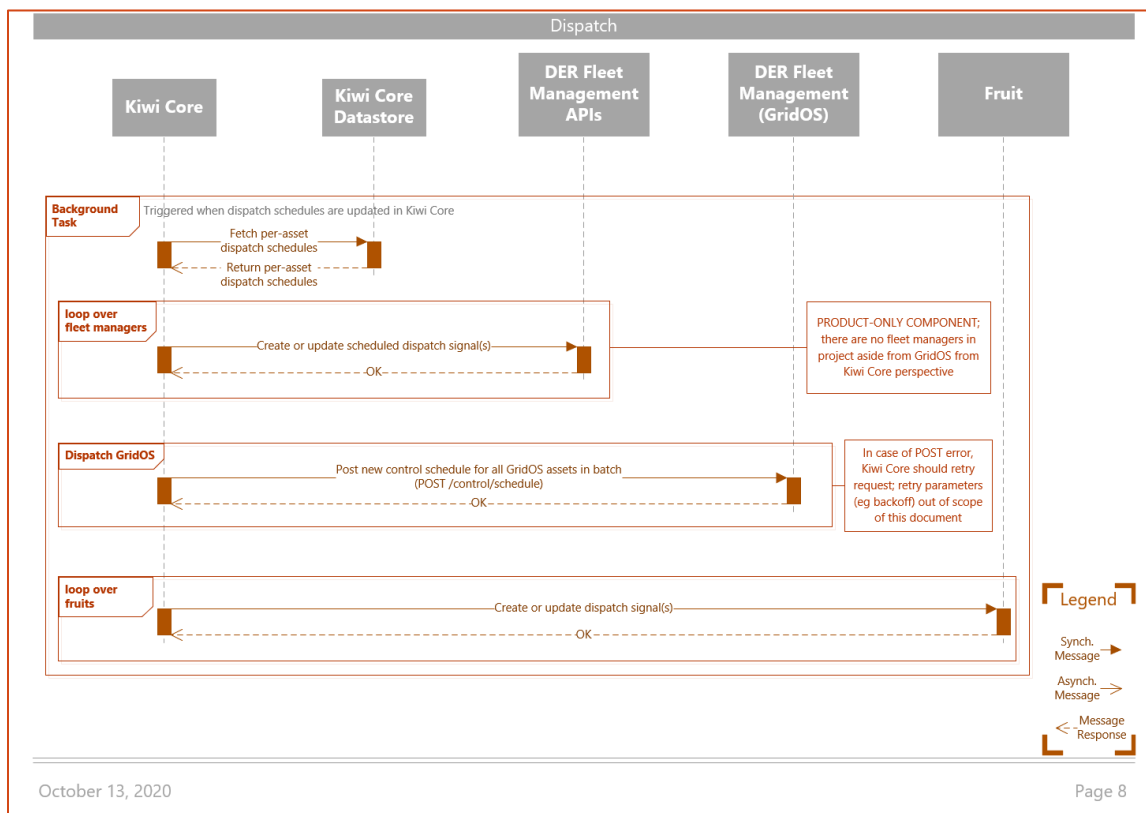 Dispatch
Kiwi Core
Kiwi Core
Datastore
DER Fleet
Management
APIs
DER Fleet
Management
(GridOS)
Fruit
Background
Task
Triggered when dispatch schedules are updated in Kiwi Core
Fetch per-asset
dispatch schedules
Return per-asset
dispatch schedules
loop over
fleet managers
Create or update scheduled dispatch signal(s)
OK
PRODUCT-ONLY COMPONENT;
there are no fleet managers in
project aside from GridOS from
Kiwi Core perspective
Dispatch GridOS
Post new control schedule for all GridOS assets in batch
(POST /control/schedule)
OK
In case of POST error,
Kiwi Core should retry
request; retry parameters
(eg backoff) out of scope
of this document
loop over
fruits
Create or update dispatch signal(s)
OK
Legend
Synch.
Message
Asynch.
Message
Message
Response
October 13, 2020
Page 8